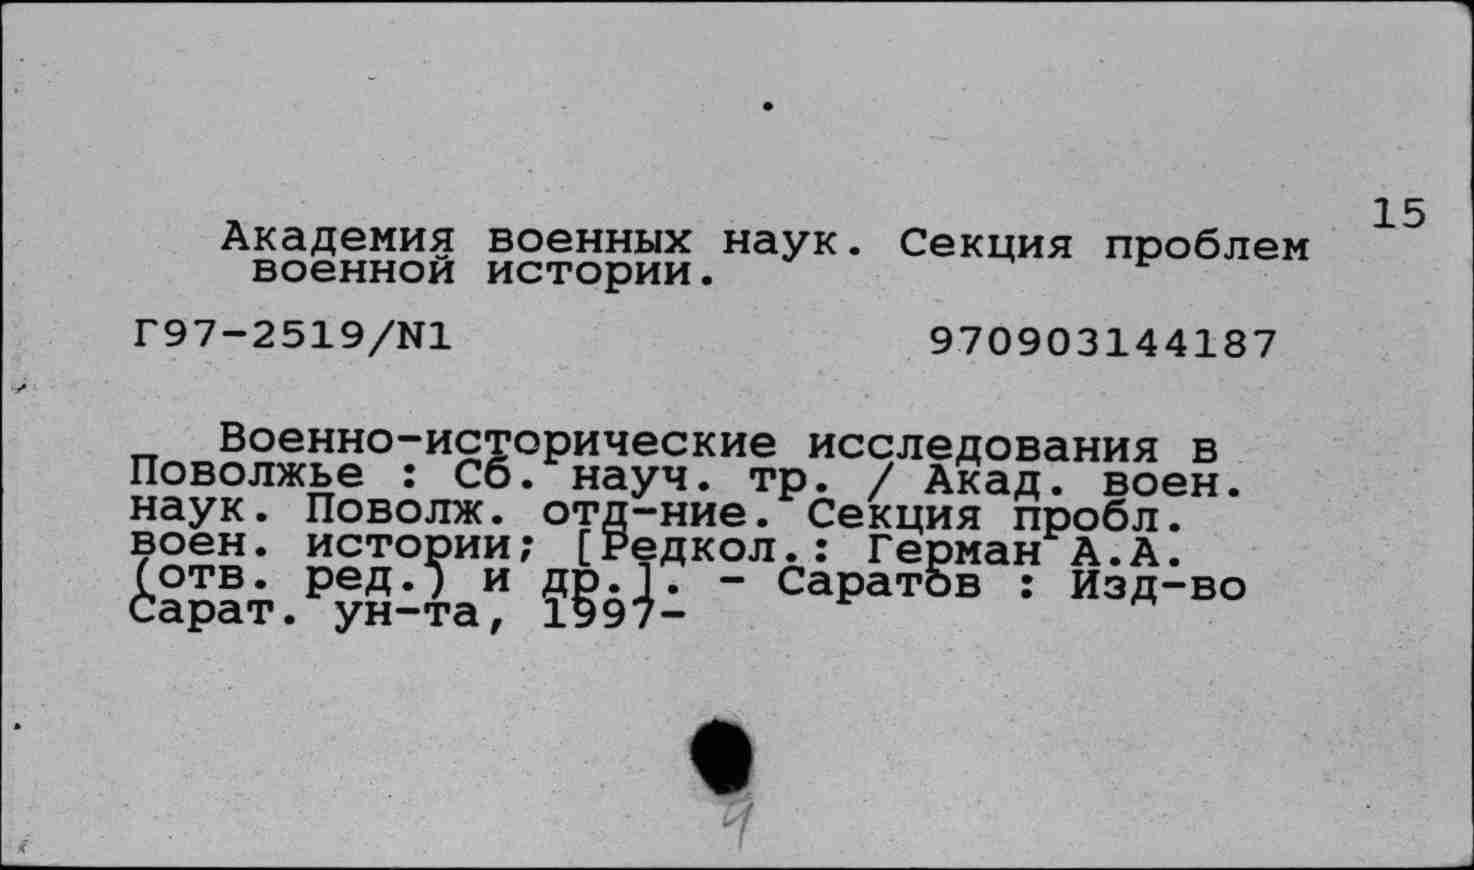 15
Академия военных наук. Секция проблем
военной истории.
Г97-2519/N1 970903144187
Военно-исторические исследования в
Поволжье : Сб. науч. тр. / Акад. воен.
наук. Поволж. отд-ние. Секция пробл.
воен. истории; [Редкол.: Герман А.А.
(отв. ред.) и др.]. - Саратов : Изд-во
Сарат. ун-та, 1997-